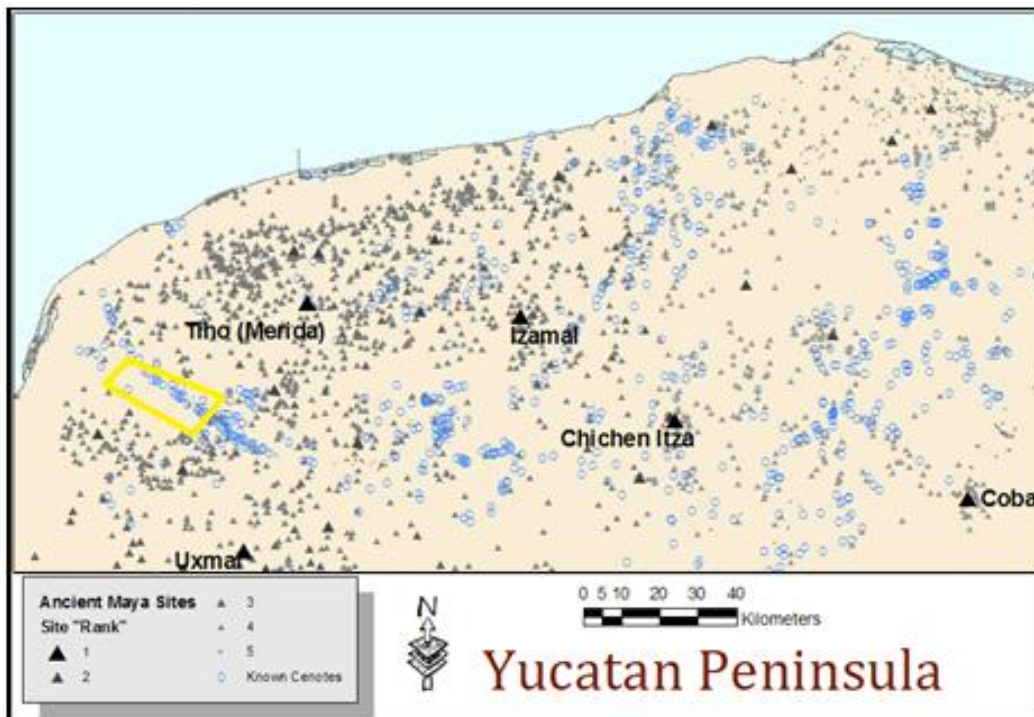 Tiho (Merida)
Izamal
Chichen Itza
Coba
Uxmal
Ancient Maya Sites
Site "Rank"
1
2
3
4
5
Known Cenotes
N
0 5 10 20 30 40
Kilometers
Yucatan Peninsula